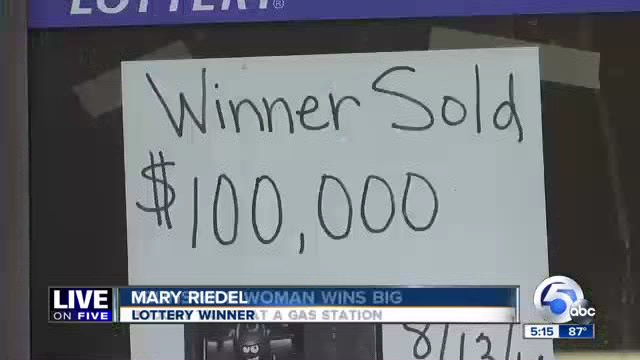 LOTTERY®
Winner Sold
$100,000
LIVE
ON FIVE
MARY RIEDEL WOMAN WINS BIG
LOTTERY WINNER AT A GAS STATION
5 abc
5:15 87°